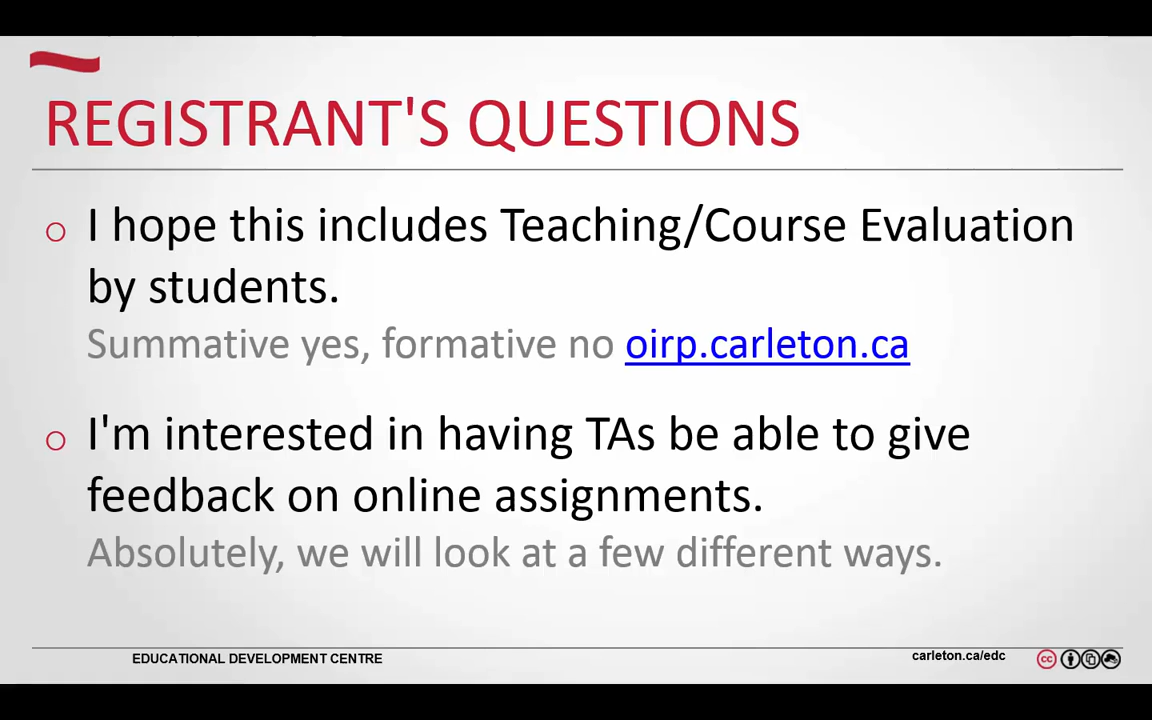 REGISTRANT'S QUESTIONS
o I hope this includes Teaching/Course Evaluation
by students.
Summative yes, formative no oirp.carleton.ca
o I'm interested in having TAs be able to give
feedback on online assignments.
Absolutely, we will look at a few different ways.
EDUCATIONAL DEVELOPMENT CENTRE
carleton.ca/edc
cc